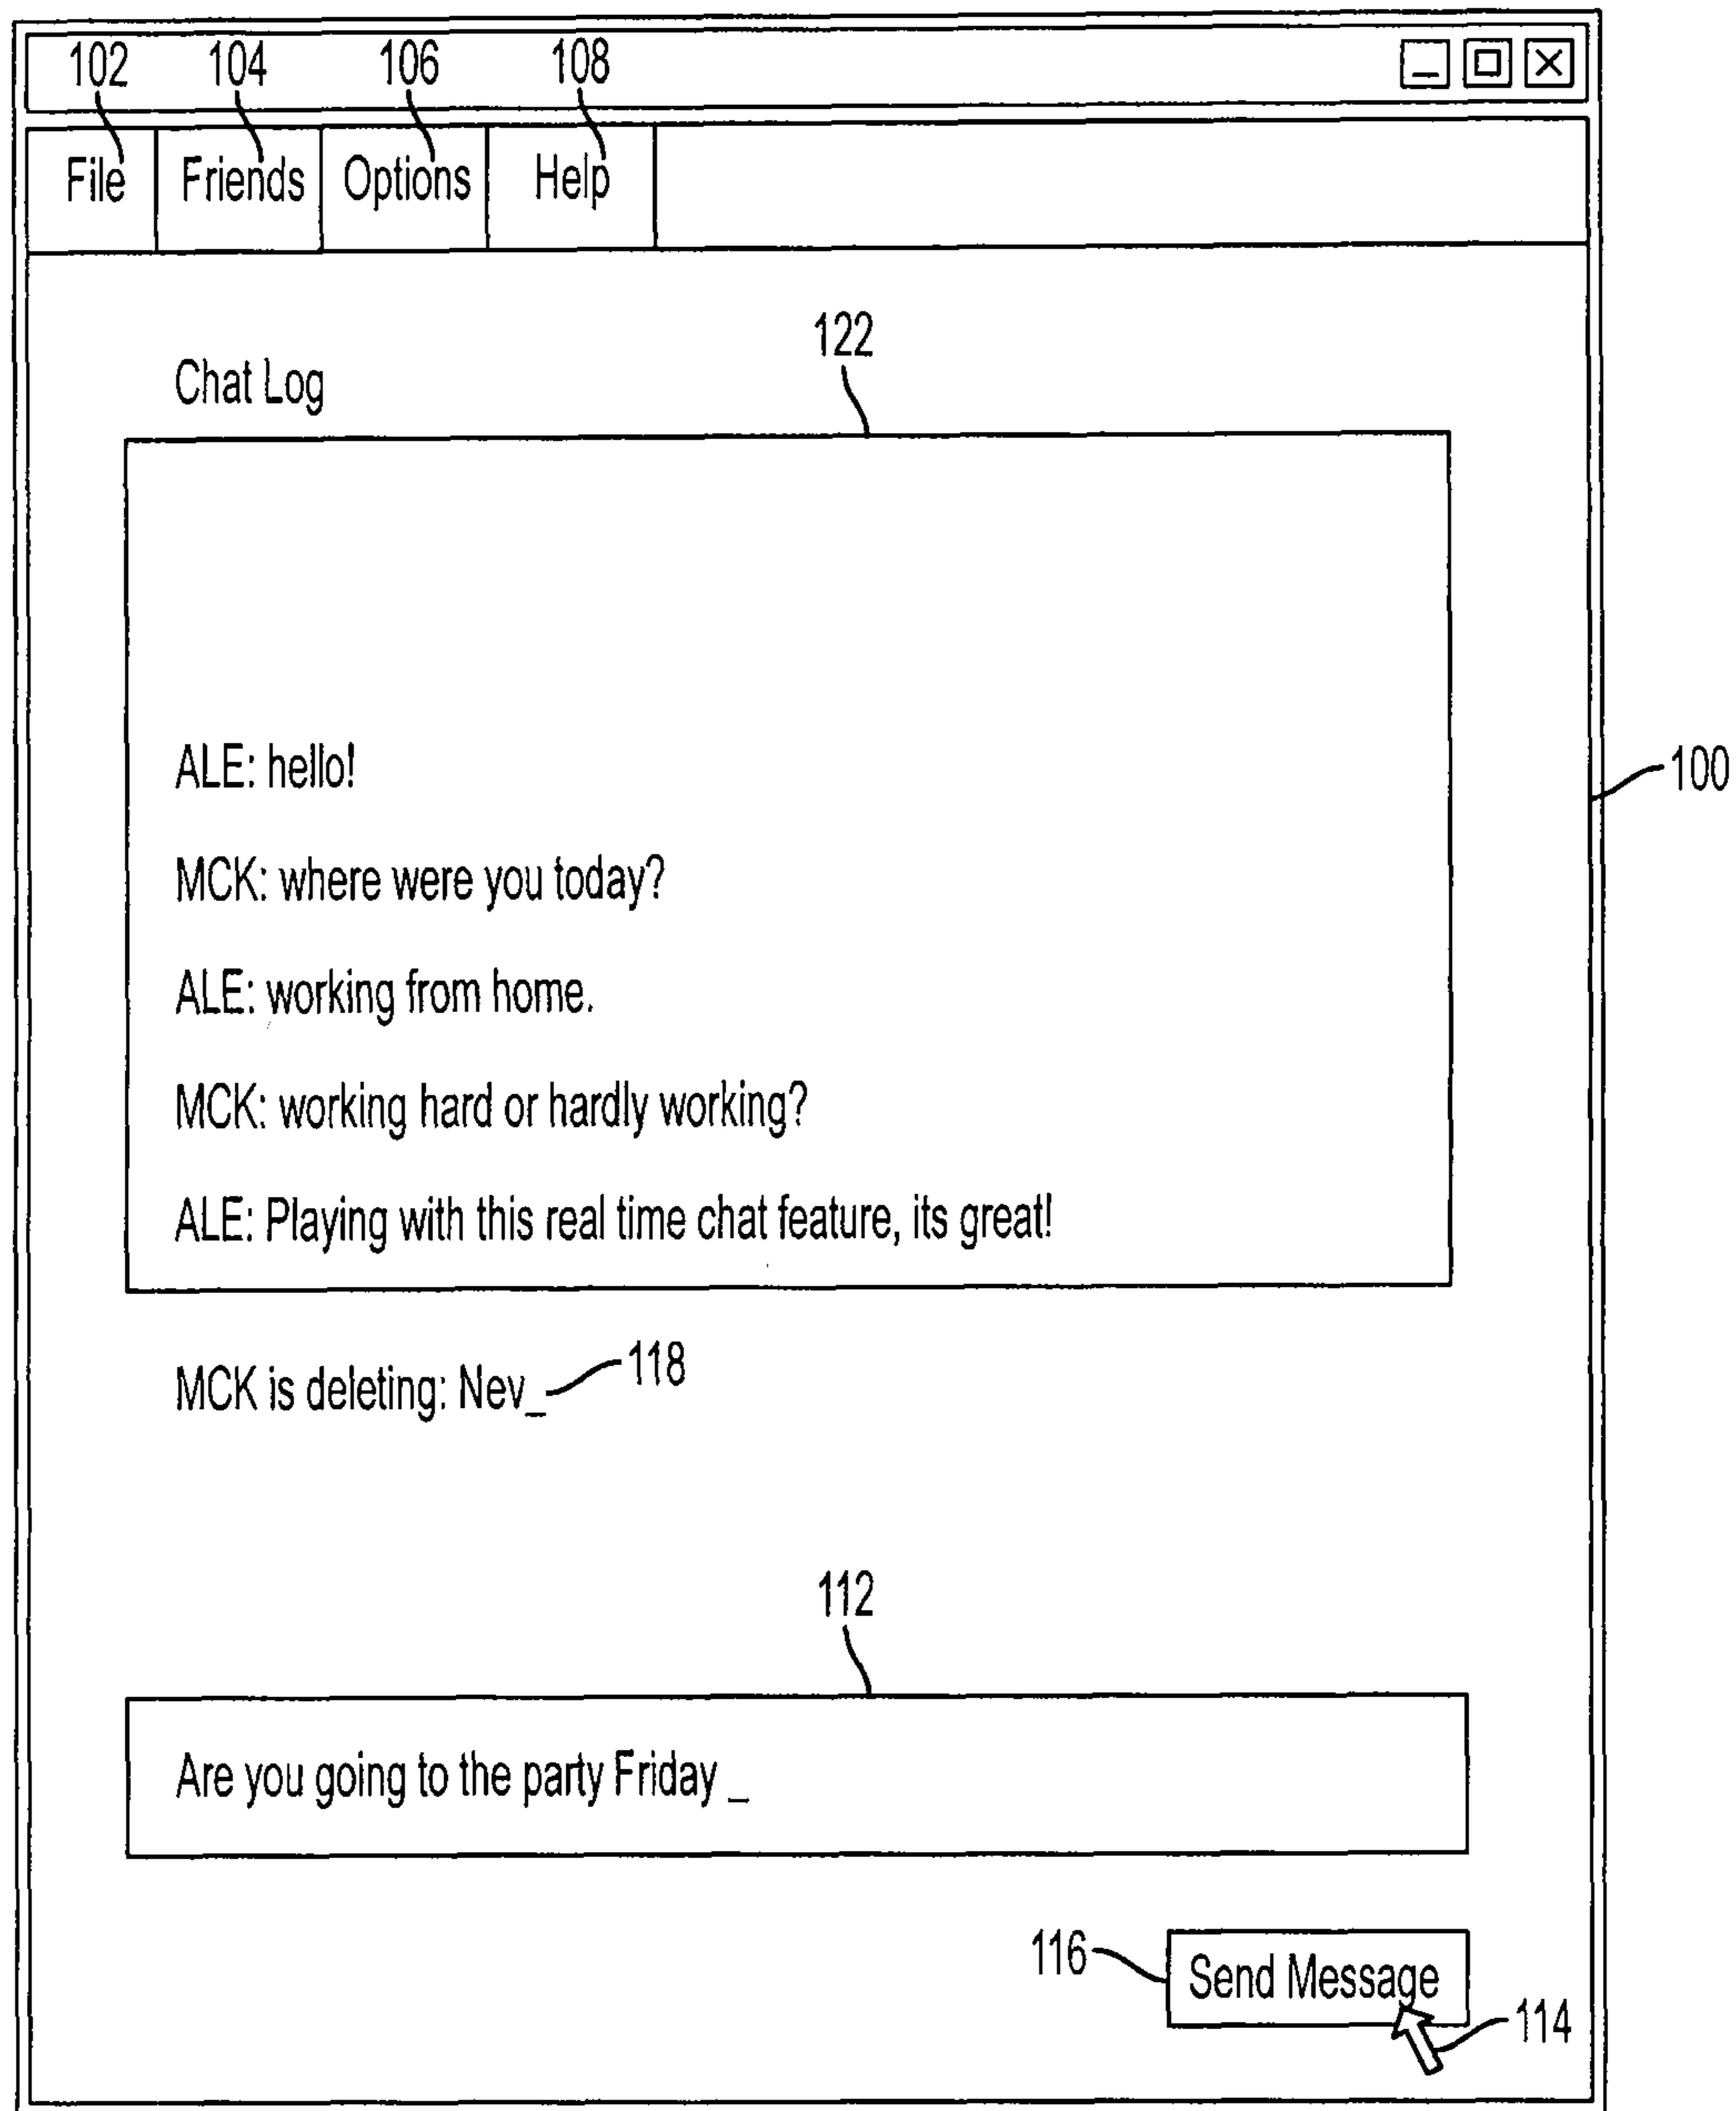 102 104 106 108
File Friends Options Help
122
Chat Log
ALE: hello!
100
MCK: where were you today?
ALE: working from home.
MCK: working hard or hardly working?
ALE: Playing with this real time chat feature, its great!
MCK is deleting: Nev_ 118
112
Are you going to the party Friday _
116 Send Message
114